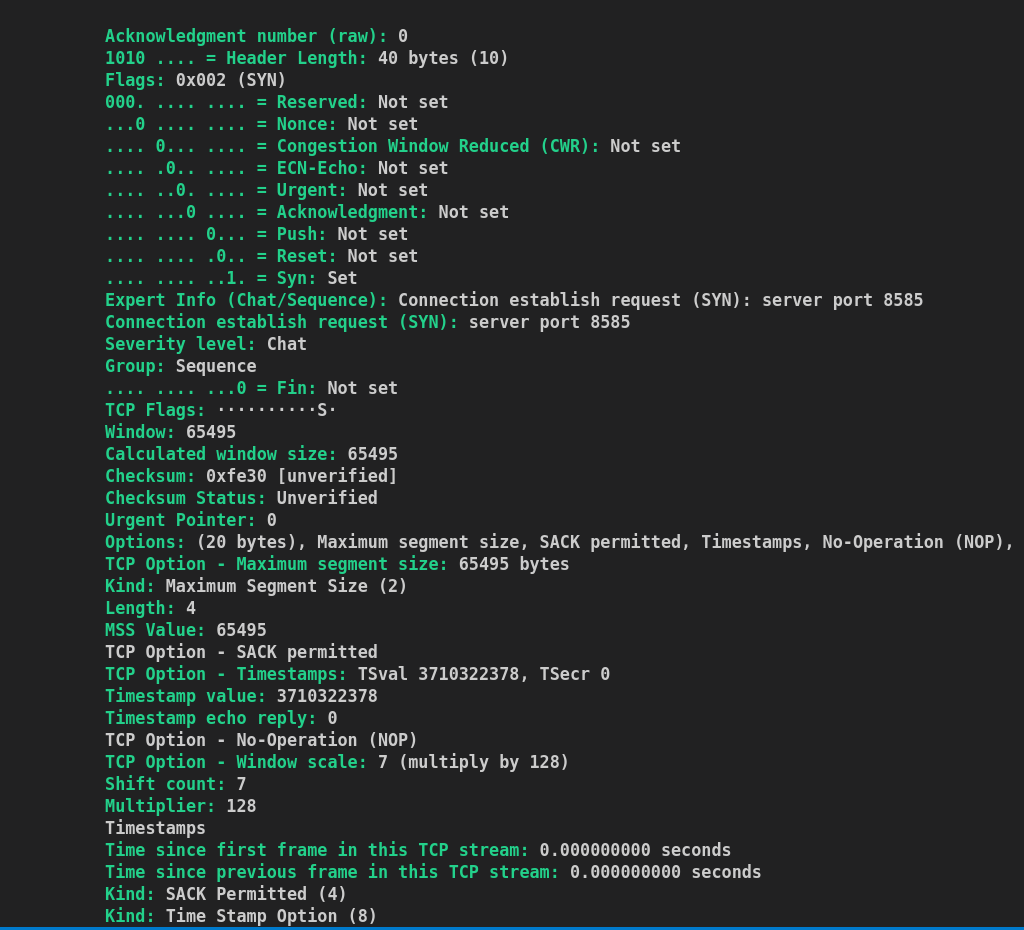 Acknowledgment number (raw): 0
1010 .... = Header Length: 40 bytes (10)
Flags: 0x002 (SYN)
000. .... .... = Reserved: Not set
...0 .... .... = Nonce: Not set
.... 0... .... = Congestion Window Reduced (CWR): Not set
.... .0.. .... = ECN-Echo: Not set
.... ..0. .... = Urgent: Not set
.... ...0 .... = Acknowledgment: Not set
.... .... 0... = Push: Not set
.... .... .0.. = Reset: Not set
.... .... ..1. = Syn: Set
Expert Info (Chat/Sequence): Connection establish request (SYN): server port 8585
Connection establish request (SYN): server port 8585
Severity level: Chat
Group: Sequence
.... .... ...0 = Fin: Not set
TCP Flags: ··········S·
Window: 65495
Calculated window size: 65495
Checksum: 0xfe30 [unverified]
Checksum Status: Unverified
Urgent Pointer: 0
Options: (20 bytes), Maximum segment size, SACK permitted, Timestamps, No-Operation (NOP),
TCP Option - Maximum segment size: 65495 bytes
Kind: Maximum Segment Size (2)
Length: 4
MSS Value: 65495
TCP Option - SACK permitted
TCP Option - Timestamps: TSval 3710322378, TSecr 0
Timestamp value: 3710322378
Timestamp echo reply: 0
TCP Option - No-Operation (NOP)
TCP Option - Window scale: 7 (multiply by 128)
Shift count: 7
Multiplier: 128
Timestamps
Time since first frame in this TCP stream: 0.000000000 seconds
Time since previous frame in this TCP stream: 0.000000000 seconds
Kind: SACK Permitted (4)
Kind: Time Stamp Option (8)